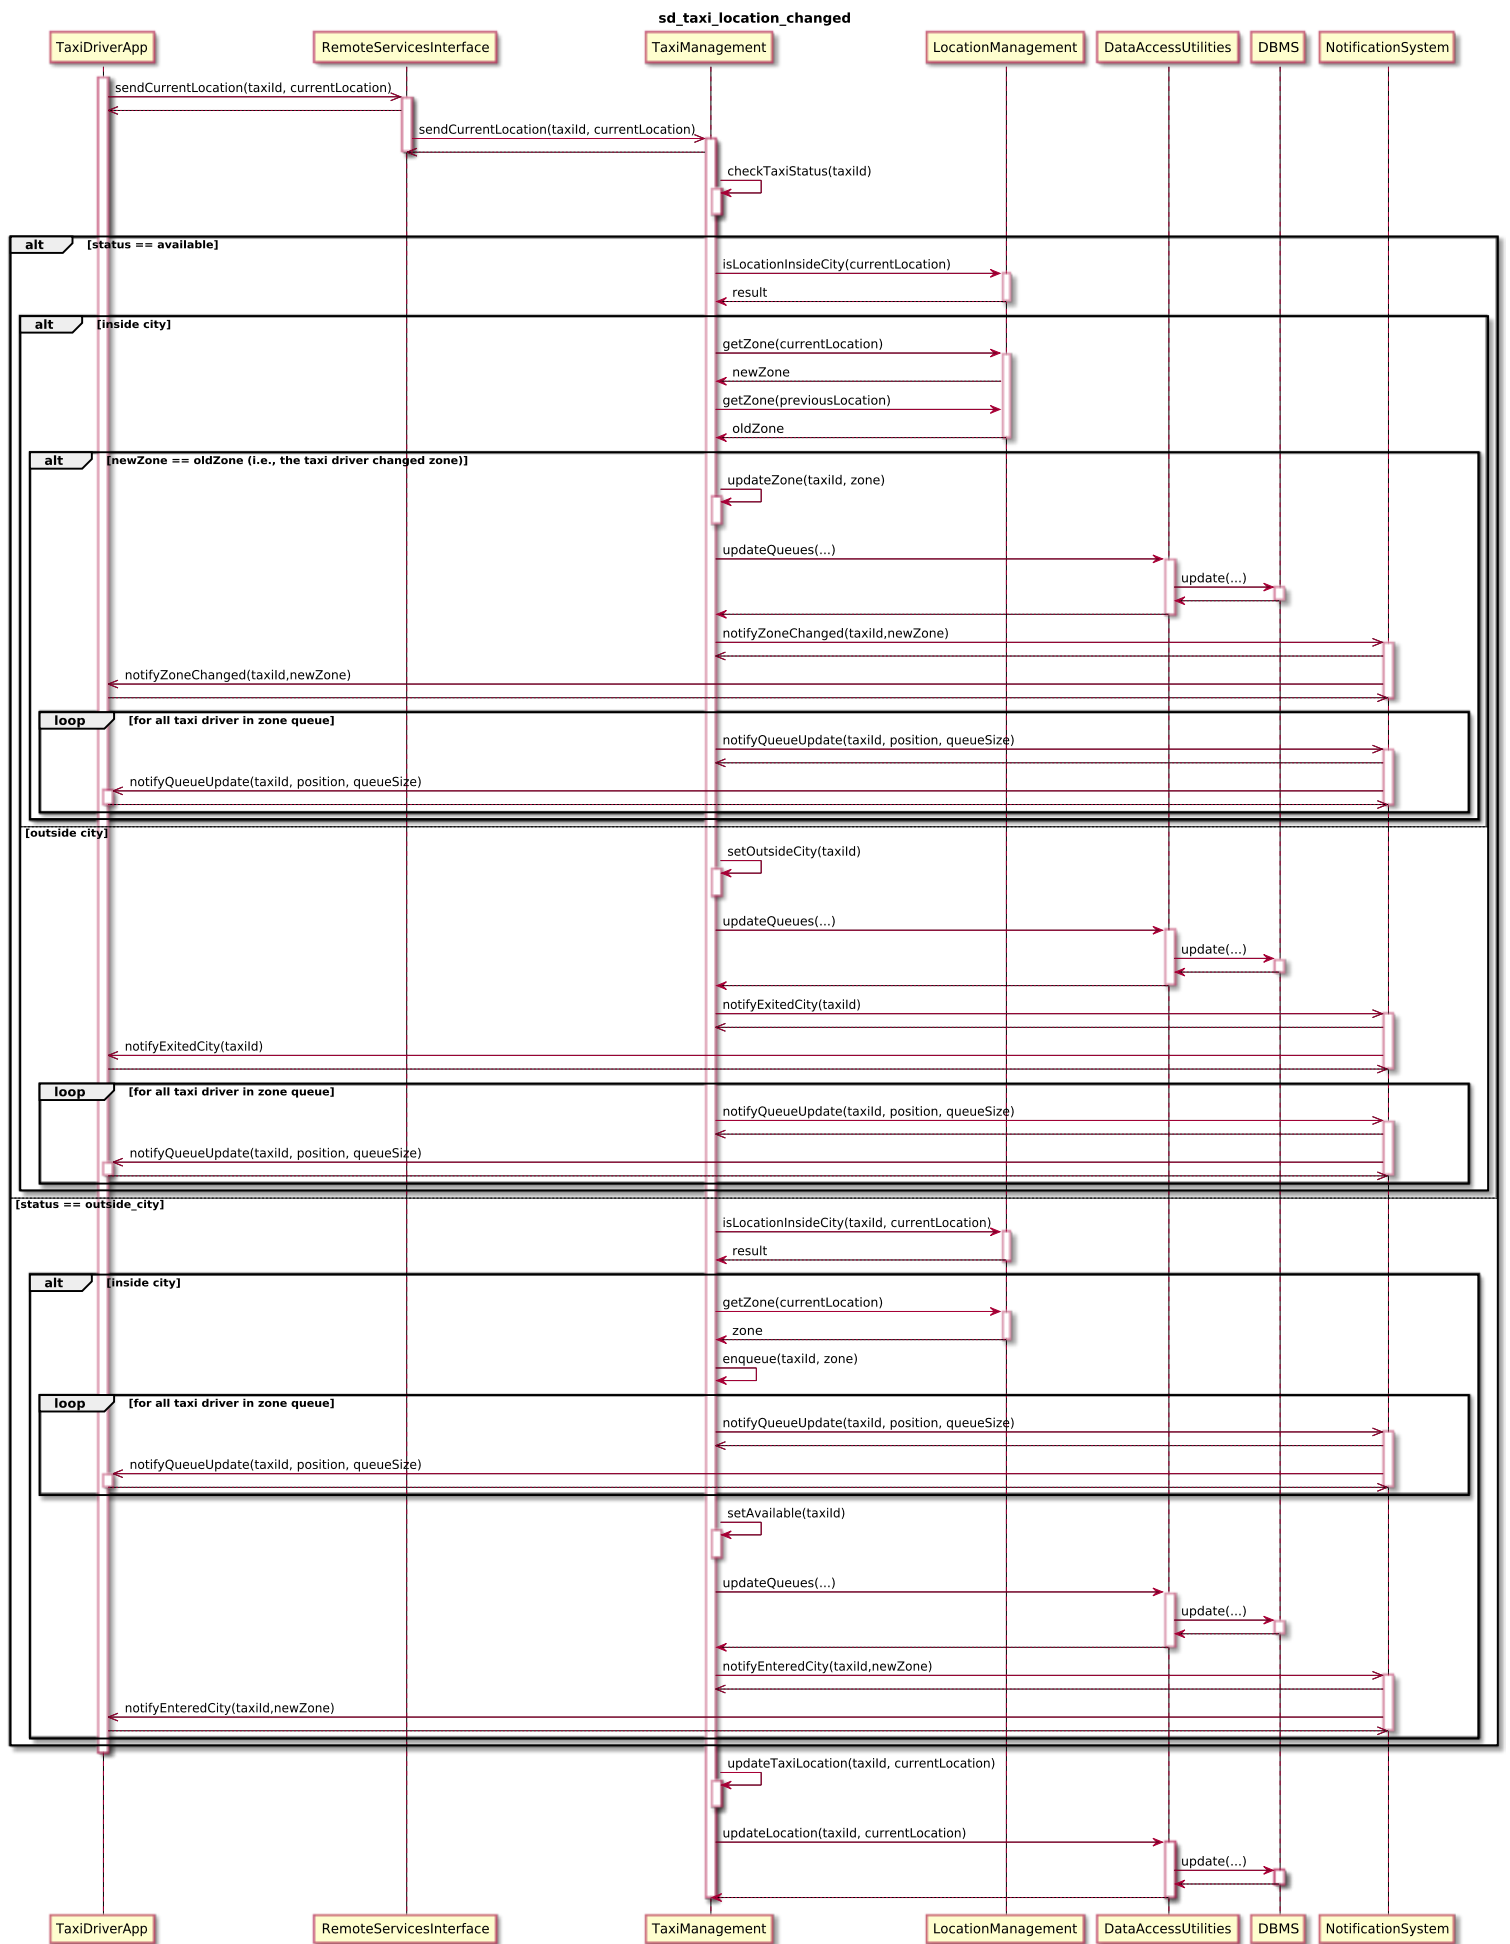 sd_taxi_location_changed
TaxiDriverApp RemoteServicesInterface TaxiManagement LocationManagement DataAccessUtilities DBMS NotificationSystem
sendCurrentLocation(taxiId, currentLocation)
sendCurrentLocation(taxiId, currentLocation)
checkTaxiStatus(taxiId)
alt [status == available]
isLocationInsideCity(currentLocation)
result
alt [inside city]
getZone(currentLocation)
newZone
getZone(previousLocation)
oldZone
alt [newZone == oldZone (i.e., the taxi driver changed zone)]
updateZone(taxiId, zone)
updateQueues(...)
update(...)
notifyZoneChanged(taxiId,newZone)
notifyZoneChanged(taxiId,newZone)
loop [for all taxi driver in zone queue]
notifyQueueUpdate(taxiId, position, queueSize)
notifyQueueUpdate(taxiId, position, queueSize)
[outside city]
setOutsideCity(taxiId)
updateQueues(...)
update(...)
notifyExitedCity(taxiId)
notifyExitedCity(taxiId)
loop [for all taxi driver in zone queue]
notifyQueueUpdate(taxiId, position, queueSize)
notifyQueueUpdate(taxiId, position, queueSize)
[status == outside_city]
isLocationInsideCity(taxiId, currentLocation)
result
alt [inside city]
getZone(currentLocation)
zone
enqueue(taxiId, zone)
loop [for all taxi driver in zone queue]
notifyQueueUpdate(taxiId, position, queueSize)
notifyQueueUpdate(taxiId, position, queueSize)
setAvailable(taxiId)
updateQueues(...)
update(...)
notifyEnteredCity(taxiId,newZone)
notifyEnteredCity(taxiId,newZone)
updateTaxiLocation(taxiId, currentLocation)
updateLocation(taxiId, currentLocation)
update(...)
TaxiDriverApp RemoteServicesInterface TaxiManagement LocationManagement DataAccessUtilities DBMS NotificationSystem